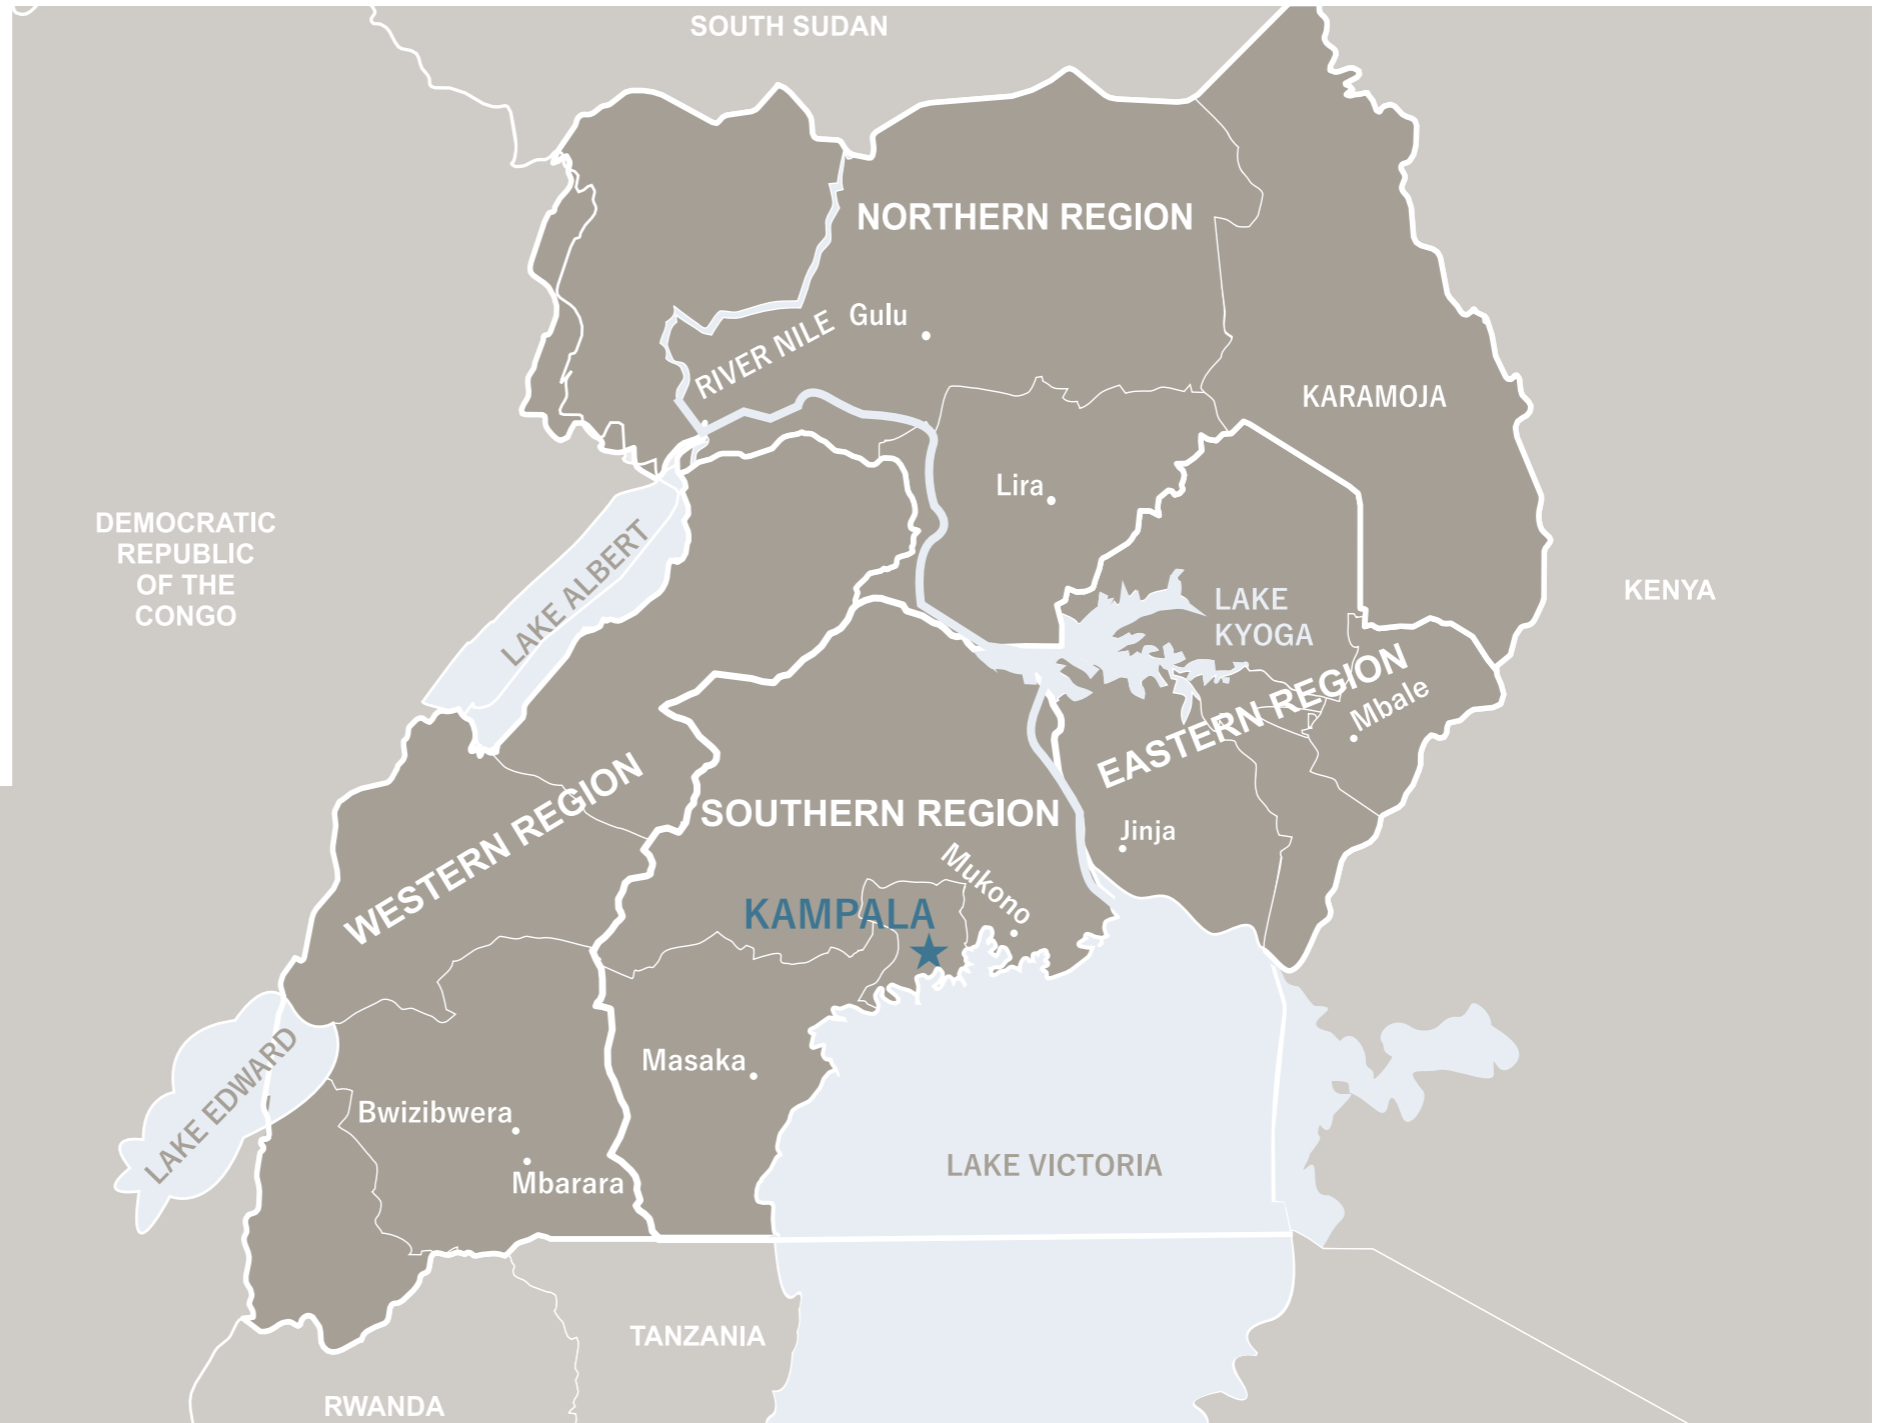 SOUTH SUDAN
NORTHERN REGION
Gulu
RIVER NILE
KARAMOJA
Lira
DEMOCRATIC
REPUBLIC
OF THE
CONGO
LAKE ALBERT
LAKE
KYOGA
KENYA
EASTERN REGION
Mbale
WESTERN REGION
SOUTHERN REGION
Jinja
Mukono
KAMPALA
LAKE EDWARD
Masaka
Bwizibwera
Mbarara
LAKE VICTORIA
TANZANIA
RWANDA